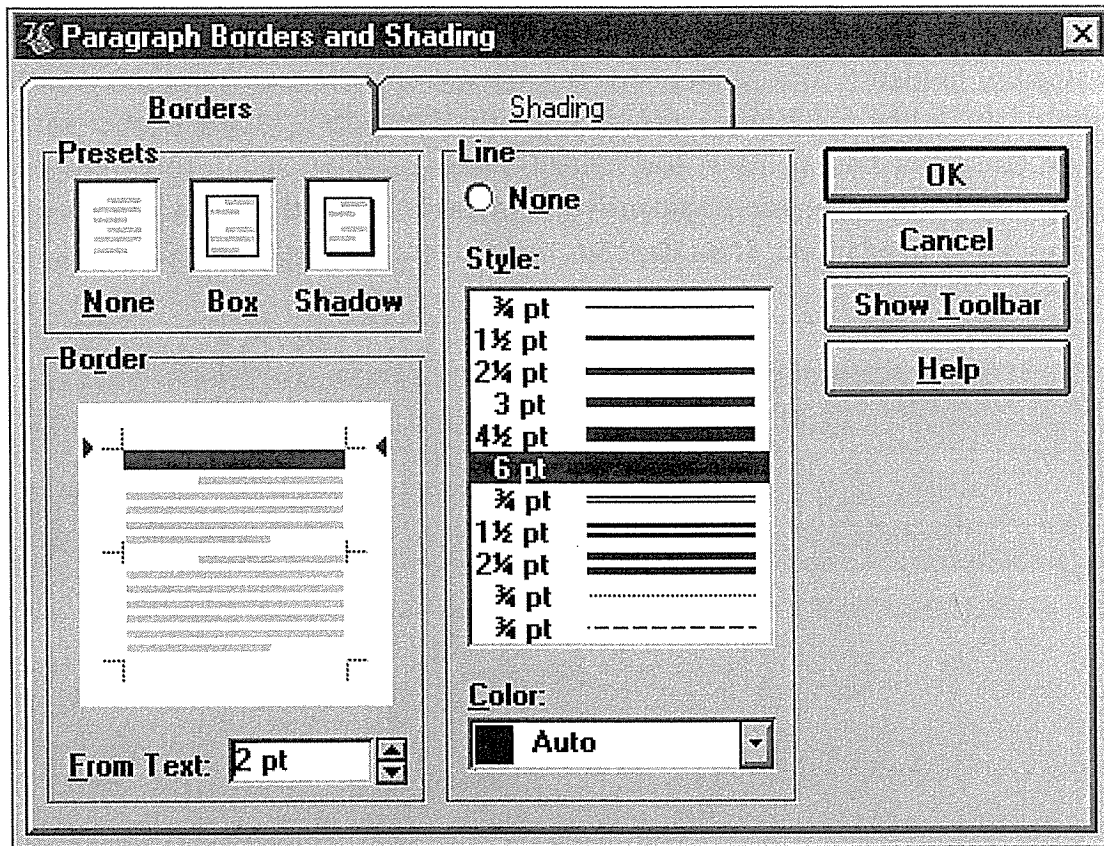 Paragraph Borders and Shading
Borders
Shading
Presets
None
Box
Shadow
Border
From Text: 2 pt
Line
None
Style:
¾ pt
1½ pt
2¼ pt
3 pt
4½ pt
6 pt
¾ pt
1½ pt
2¼ pt
¾ pt
¾ pt
Color:
Auto
OK
Cancel
Show Toolbar
Help